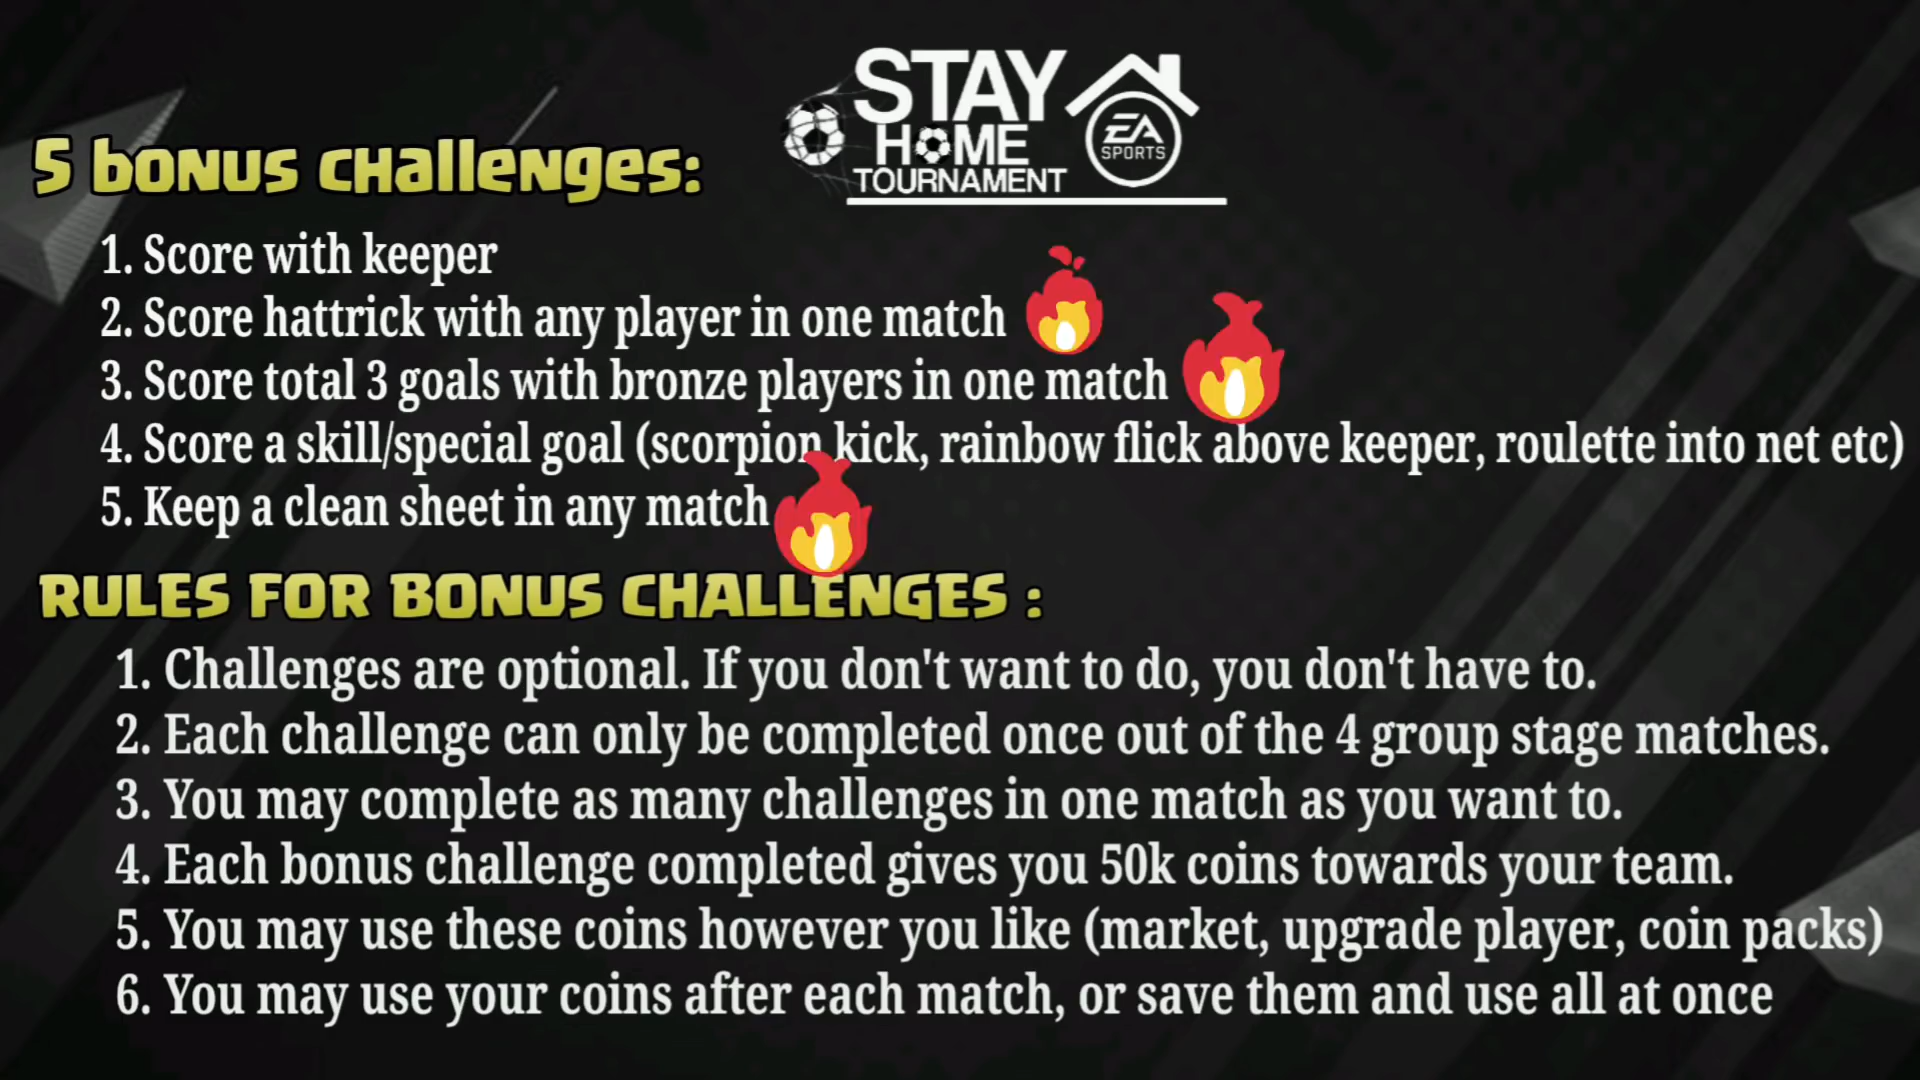 STAY
HOME
TOURNAMENT
EA
SPORTS
5 bonus challenges:
1. Score with keeper
2. Score hattrick with any player in one match
3. Score total 3 goals with bronze players in one match
4. Score a skill/special goal (scorpion kick, rainbow flick above keeper, roulette into net etc)
5. Keep a clean sheet in any match
RULES FOR BONUS CHALLENGES :
1. Challenges are optional. If you don't want to do, you don't have to.
2. Each challenge can only be completed once out of the 4 group stage matches.
3. You may complete as many challenges in one match as you want to.
4. Each bonus challenge completed gives you 50k coins towards your team.
5. You may use these coins however you like (market, upgrade player, coin packs)
6. You may use your coins after each match, or save them and use all at once